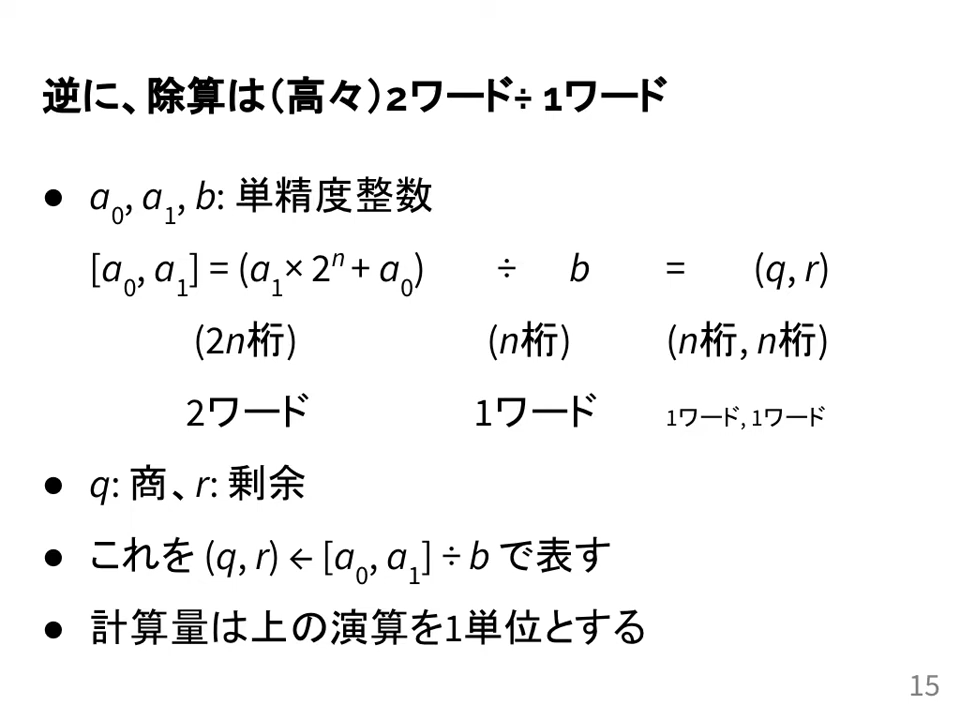 逆に、除算は（高々）2ワード÷ 1ワード
● a0, a1, b: 単精度整数
[a0, a1] = (a1× 2n + a0) ÷ b = (q, r)
(2n桁) (n桁) (n桁, n桁)
2ワード 1ワード 1ワード, 1ワード
● q: 商、r: 剰余
● これを (q, r) ← [a0, a1] ÷ b で表す
● 計算量は上の演算を1単位とする
15